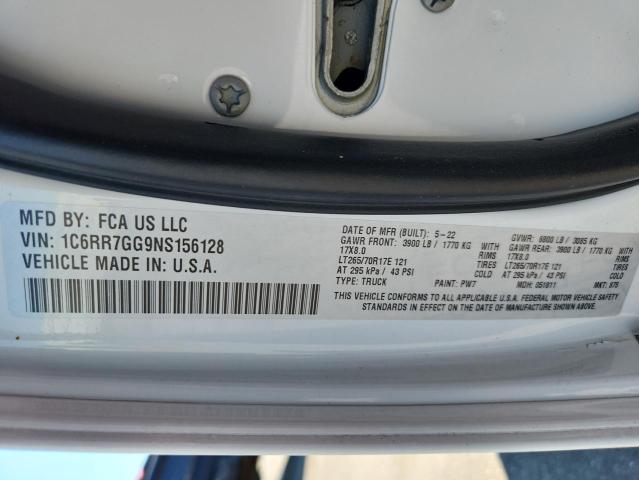 MFD BY: FCA US LLC
VIN: 1C6RR7GG9NS156128
VEHICLE MADE IN: U.S.A.
DATE OF MFR (BUILT): 5-22 GVWR: 6800 LB / 3085 KG
GAWR FRONT: 3900 LB / 1770 KG WITH GAWR REAR: 3900 LB / 1770 KG WITH
17X8.0 RIMS 17X8.0 RIMS
LT265/70R17E 121 TIRES LT265/70R17E 121 TIRES
AT 295 kPa / 43 PSI COLD AT 295 kPa / 43 PSI COLD
TYPE: TRUCK PAINT: PW7 MDH: 051811 MKT: 675
THIS VEHICLE CONFORMS TO ALL APPLICABLE U.S.A. FEDERAL MOTOR VEHICLE SAFETY
STANDARDS IN EFFECT ON THE DATE OF MANUFACTURE SHOWN ABOVE.